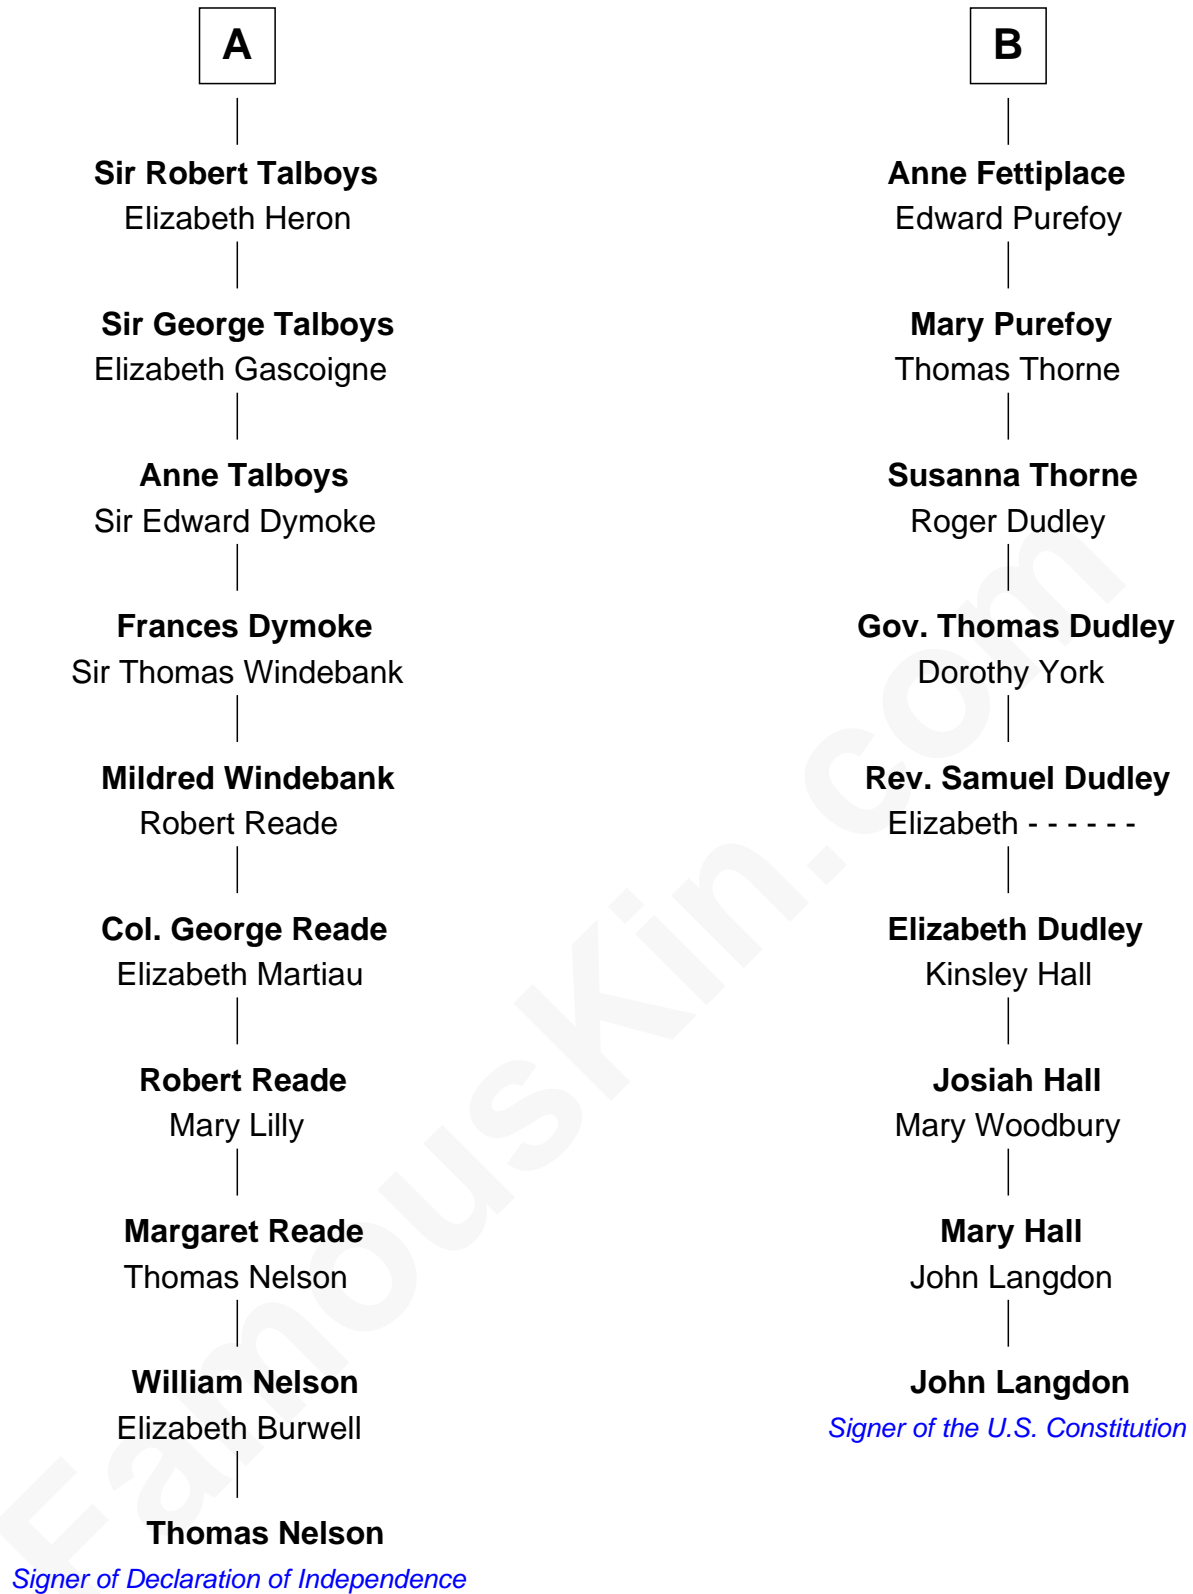 A
Sir Robert Talboys
Elizabeth Heron
Sir George Talboys
Elizabeth Gascoigne
Anne Talboys
Sir Edward Dymoke
Frances Dymoke
Sir Thomas Windebank
Mildred Windebank
Robert Reade
Col. George Reade
Elizabeth Martiau
Robert Reade
Mary Lilly
Margaret Reade
Thomas Nelson
William Nelson
Elizabeth Burwell
Thomas Nelson
Signer of Declaration of Independence
B
Anne Fettiplace
Edward Purefoy
Mary Purefoy
Thomas Thorne
Susanna Thorne
Roger Dudley
Gov. Thomas Dudley
Dorothy York
Rev. Samuel Dudley
Elizabeth - - - - - -
Elizabeth Dudley
Kinsley Hall
Josiah Hall
Mary Woodbury
Mary Hall
John Langdon
John Langdon
Signer of the U.S. Constitution
FamousKin.com